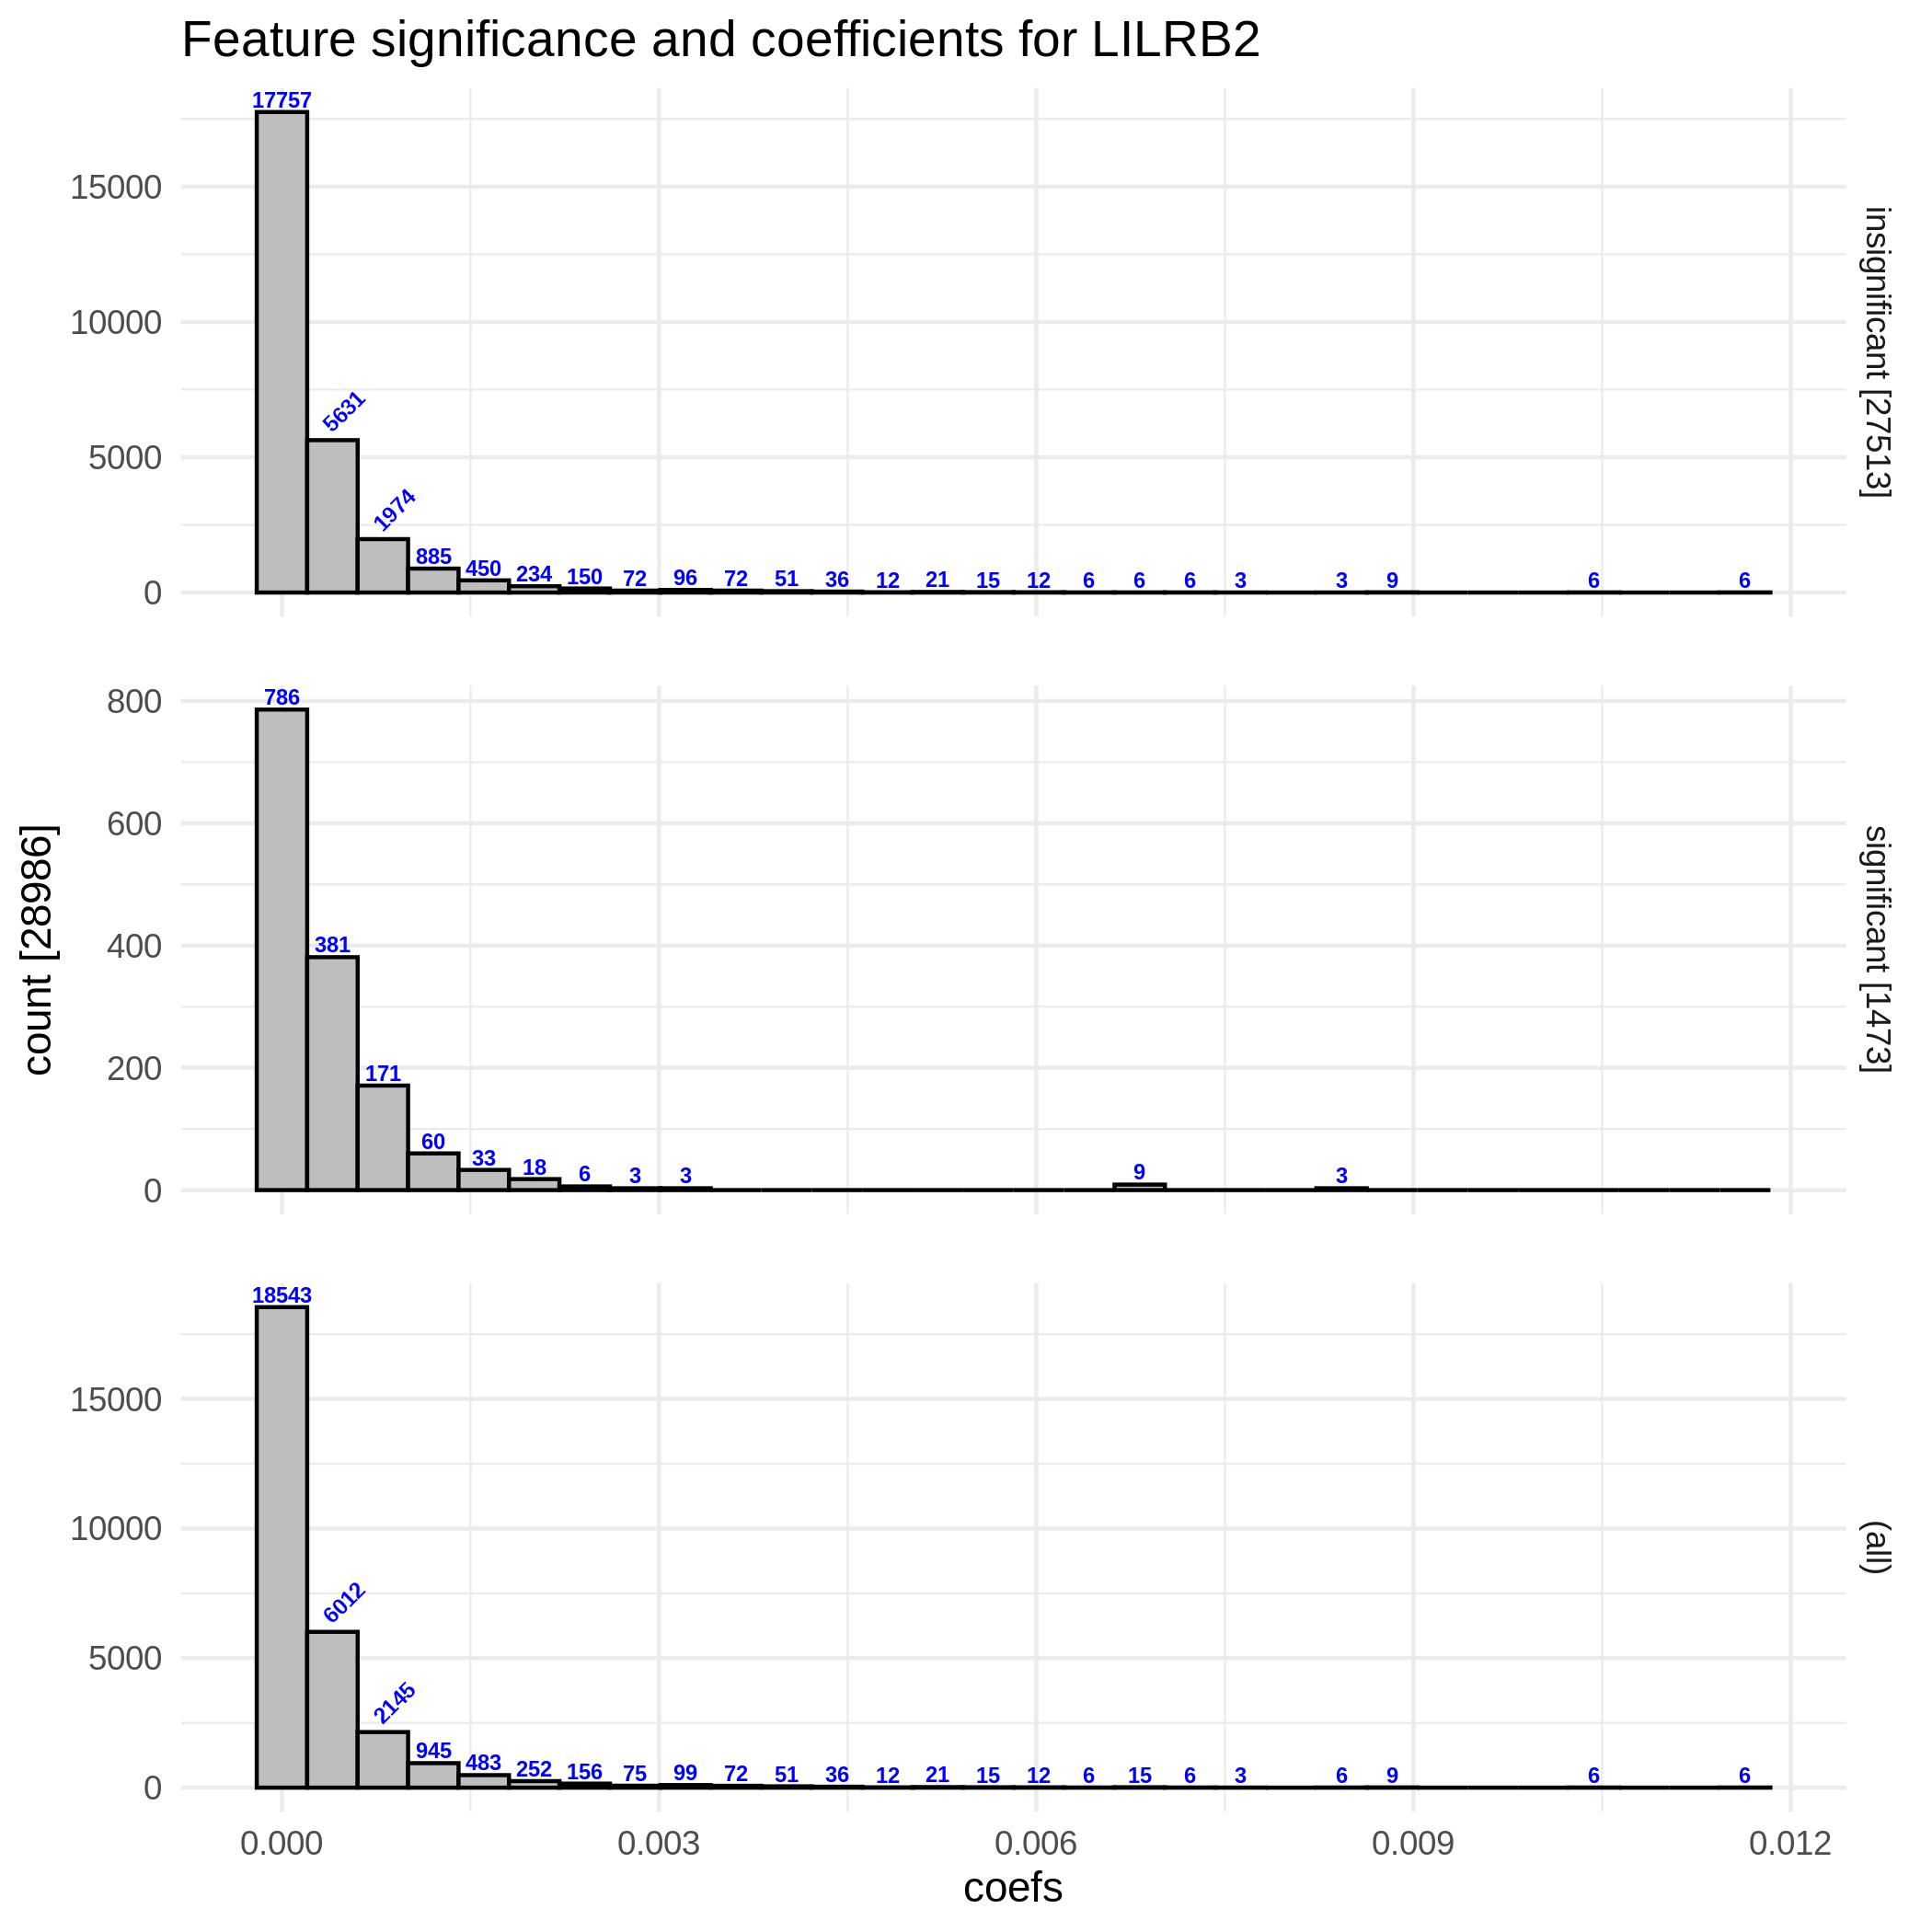 Feature significance and coefficients for LILRB2
17757
5631
1974
885 450 234 150 72 96 72 51 36 12 21 15 12 6 6 6 3 3 9 6 6
15000
10000
5000
0
insignificant [27513]
786
381
171
60
33
18
6 3 3 9 3
800
600
400
200
0
significant [1473]
count [28986]
18543
6012
2145
945 483 252 156 75 99 72 51 36 12 21 15 12 6 15 6 3 6 9 6 6
15000
10000
5000
0
(all)
0.000 0.003 0.006 0.009 0.012
coefs